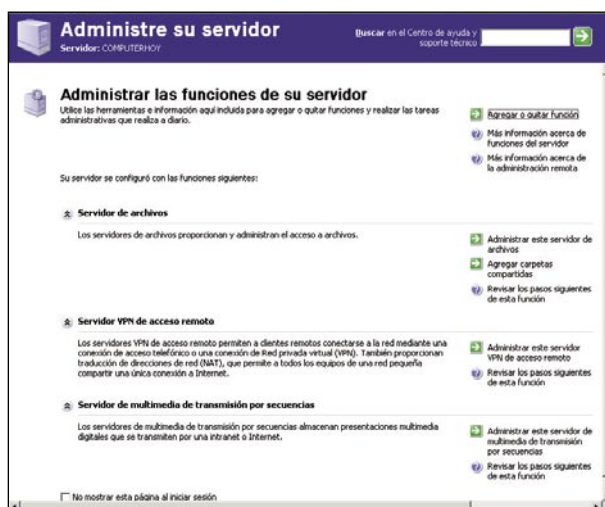 Administre su servidor
Servidor: COMPUTERHOY
Buscar en el Centro de ayuda y
soporte técnico
Administrar las funciones de su servidor
Utilice las herramientas e información aquí incluida para agregar o quitar funciones y realizar las tareas
administrativas que realiza a diario.
Agregar o quitar función
Más información acerca de
funciones del servidor
Más información acerca de
la administración remota
Su servidor se configuró con las funciones siguientes:
Servidor de archivos
Los servidores de archivos proporcionan y administran el acceso a archivos.
Administrar este servidor de
archivos
Agregar carpetas
compartidas
Revisar los pasos siguientes
de esta función
Servidor VPN de acceso remoto
Los servidores VPN de acceso remoto permiten a clientes remotos conectarse a la red mediante una
conexión de acceso telefónico o una conexión de Red privada virtual (VPN). También proporcionan
traducción de direcciones de red (NAT), que permite a todos los equipos de una red pequeña
compartir una única conexión a Internet.
Administrar este servidor
VPN de acceso remoto
Revisar los pasos siguientes
de esta función
Servidor de multimedia de transmisión por secuencias
Los servidores de multimedia de transmisión por secuencias almacenan presentaciones multimedia
digitales que se transmiten por una intranet o Internet.
Administrar este servidor de
multimedia de transmisión
por secuencias
Revisar los pasos siguientes
de esta función
No mostrar esta página al iniciar sesión